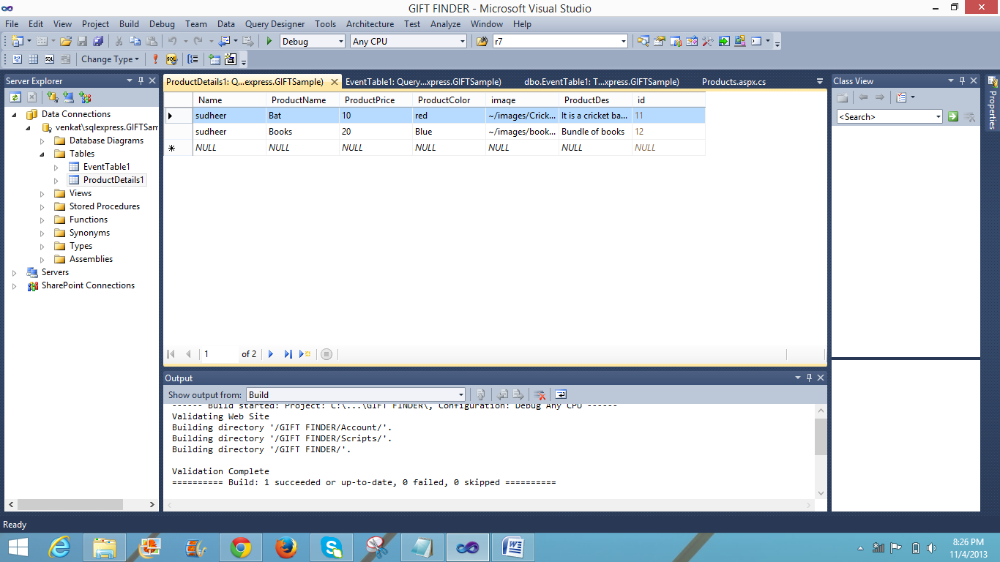 GIFT FINDER - Microsoft Visual Studio
File Edit View Project Build Debug Team Data Query Designer Tools Architecture Test Analyze Window Help
Debug Any CPU r7
Change Type
Server Explorer
Data Connections
venkat\sqlexpress.GIFTSam
Database Diagrams
Tables
EventTable1
ProductDetails1
Views
Stored Procedures
Functions
Synonyms
Types
Assemblies
Servers
SharePoint Connections
ProductDetails1: Q...express.GIFTSample) EventTable1: Query...xpress.GIFTSample) dbo.EventTable1: T...xpress.GIFTSample) Products.aspx.cs
Name ProductName ProductPrice ProductColor image ProductDes id
sudheer Bat 10 red ~/images/Crick... It is a cricket ba... 11
sudheer Books 20 Blue ~/images/book... Bundle of books 12
NULL NULL NULL NULL NULL NULL NULL
1 of 2
Output
Show output from: Build
------ Build started: Project: C:\...\GIFT FINDER\, Configuration: Debug Any CPU ------
Validating Web Site
Building directory '/GIFT FINDER/Account/'.
Building directory '/GIFT FINDER/Scripts/'.
Building directory '/GIFT FINDER/'.
Validation Complete
========== Build: 1 succeeded or up-to-date, 0 failed, 0 skipped ==========
Class View
<Search>
Properties
Ready
8:26 PM
11/4/2013